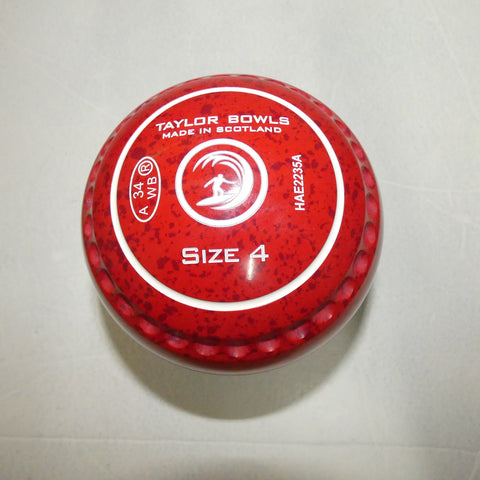 TAYLOR BOWLS
MADE IN SCOTLAND
A 34 WB R
HAE2235A
SIZE 4